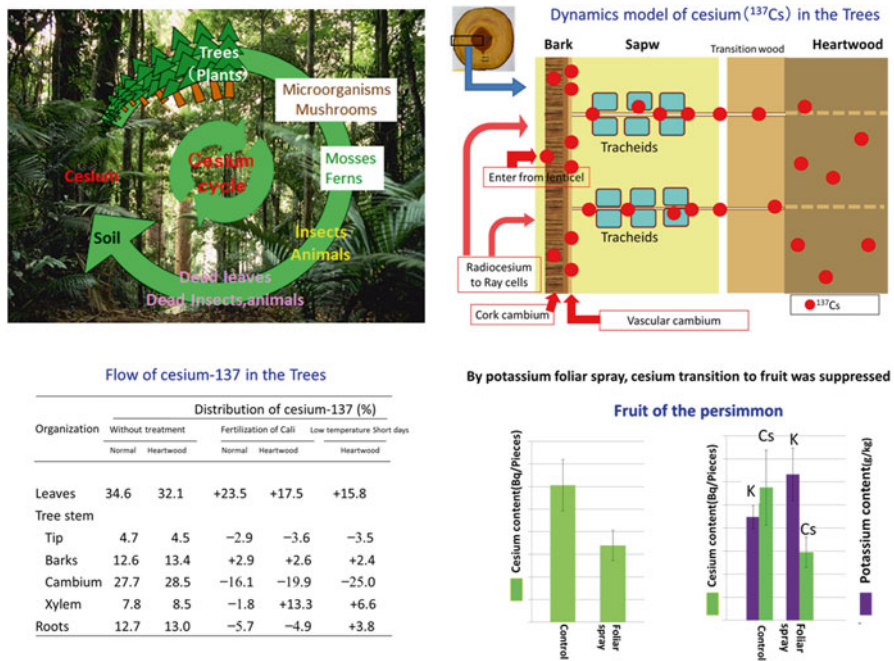 Trees
(Plants)
Microorganisms
Mushrooms
Cesium
Cesium
cycle
Mosses
Ferns
Soil
Insects
Animals
Dead leaves
Dead Insects,animals
Dynamics model of cesium(¹³⁷Cs) in the Trees
Bark
Sapw
Transition wood
Heartwood
Tracheids
Enter from lenticel
Tracheids
Radiocesium
to Ray cells
¹³⁷Cs
Cork cambium
Vascular cambium
Flow of cesium-137 in the Trees
Distribution of cesium-137 (%)
Organization Without treatment Fertilization of Cali Low temperature Short days
Normal Heartwood Normal Heartwood Heartwood
Leaves 34.6 32.1 +23.5 +17.5 +15.8
Tree stem
Tip 4.7 4.5 −2.9 −3.6 −3.5
Barks 12.6 13.4 +2.9 +2.6 +2.4
Cambium 27.7 28.5 −16.1 −19.9 −25.0
Xylem 7.8 8.5 −1.8 +13.3 +6.6
Roots 12.7 13.0 −5.7 −4.9 +3.8
By potassium foliar spray, cesium transition to fruit was suppressed
Fruit of the persimmon
Cesium content(Bq/Pieces)
Control
Foliar
spray
Cesium content(Bq/Pieces)
K
Cs
K
Cs
Potassium content(g/kg)
Control
Foliar
spray